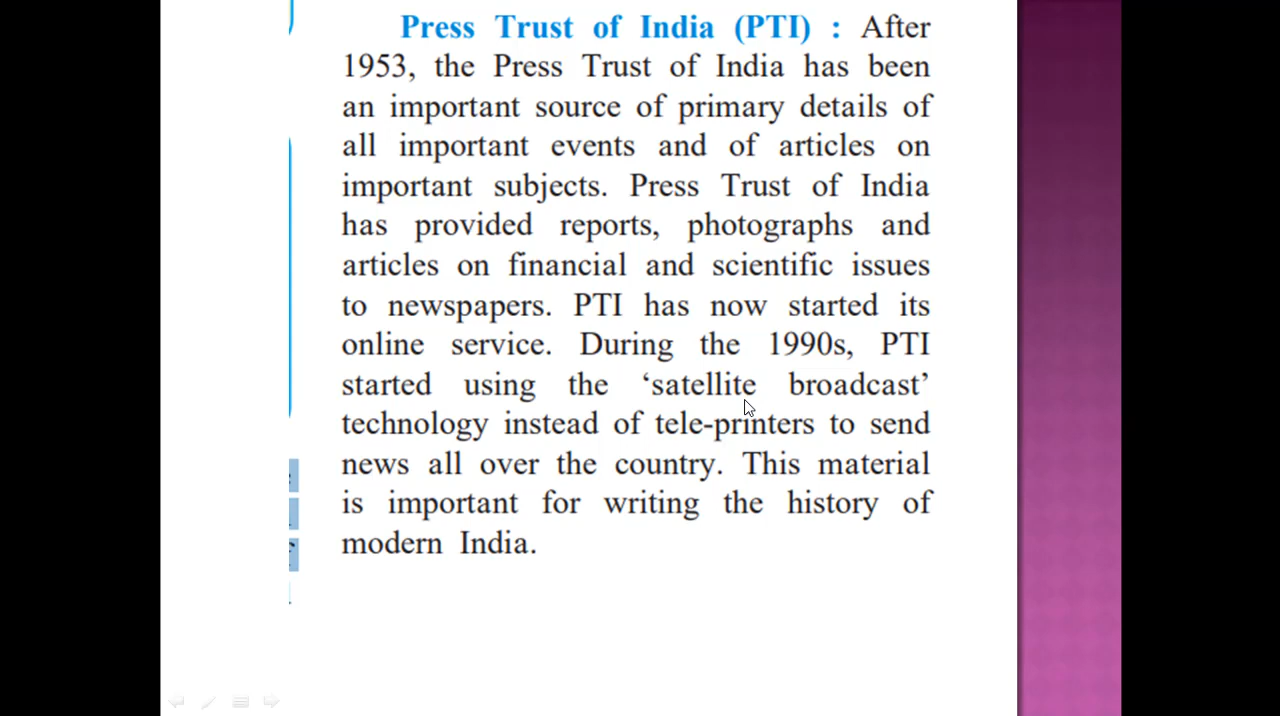 Press Trust of India (PTI) : After
1953, the Press Trust of India has been
an important source of primary details of
all important events and of articles on
important subjects. Press Trust of India
has provided reports, photographs and
articles on financial and scientific issues
to newspapers. PTI has now started its
online service. During the 1990s, PTI
started using the ‘satellite broadcast’
technology instead of tele-printers to send
news all over the country. This material
is important for writing the history of
modern India.